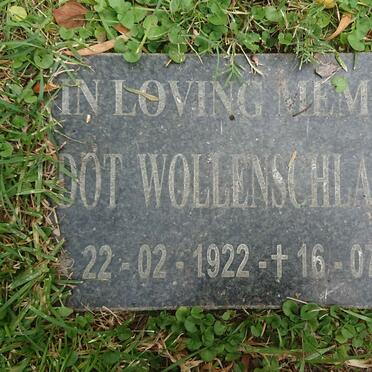 IN LOVING MEM
DOT WOLLENSCHLA
22-02-1922-†16-07